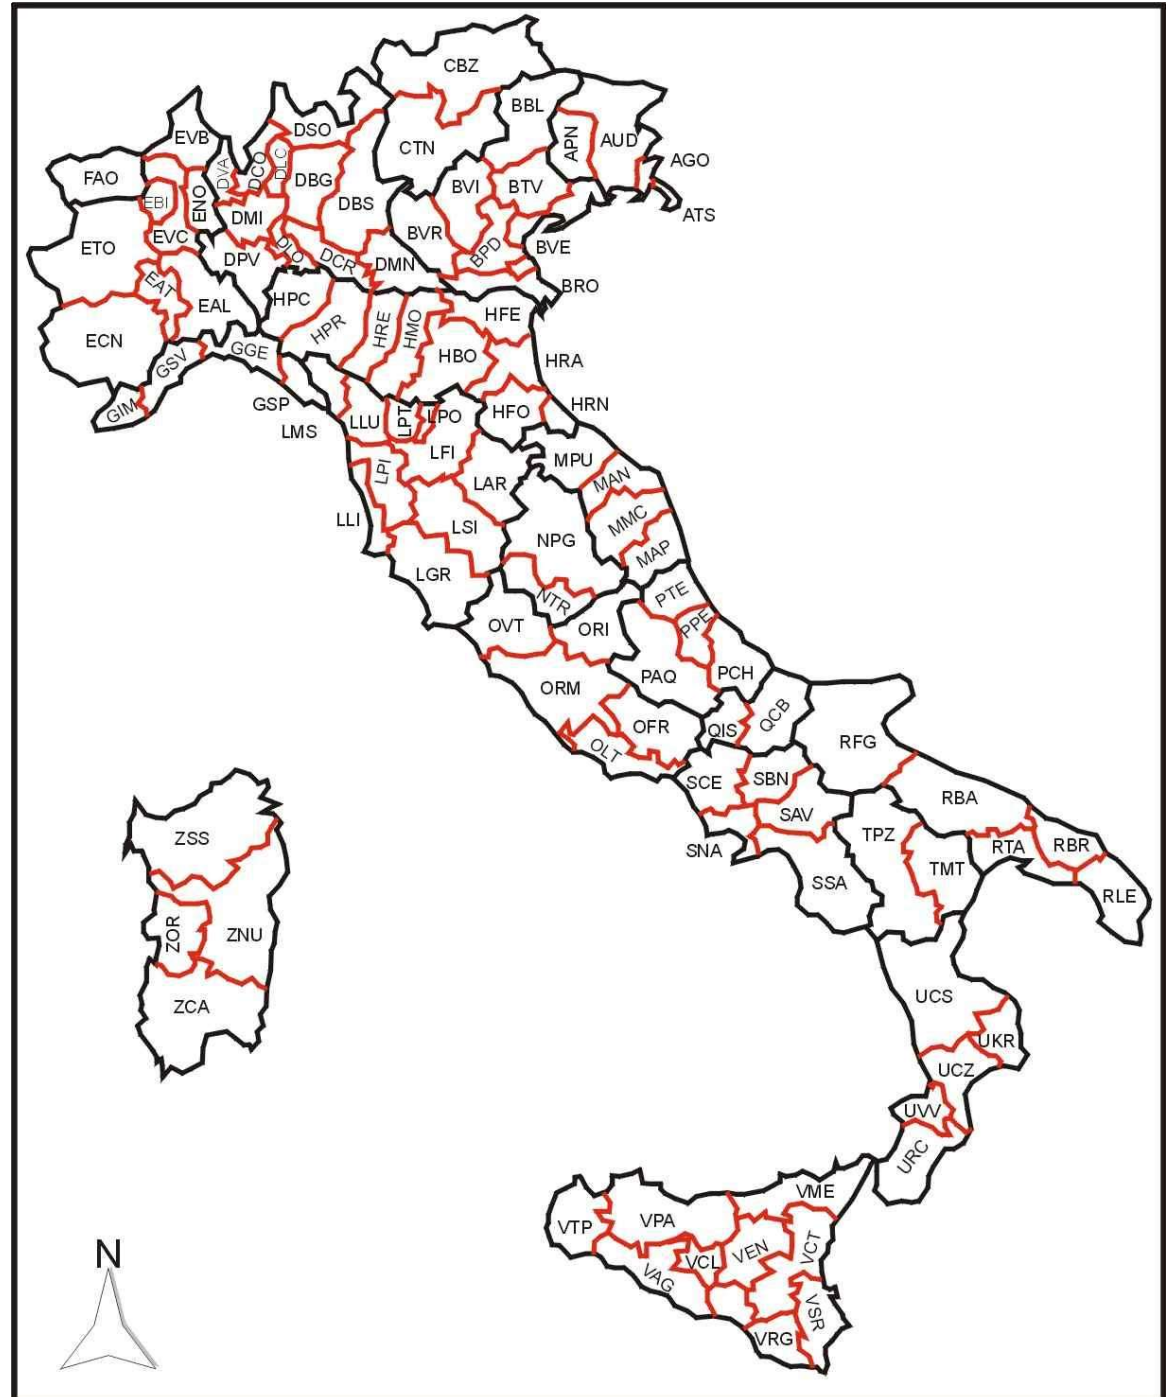 CBZ
BBL
DSO
EVB
AUD
APN
CTN
AGO
DCO
DLC
DVA
FAO
DBG
BVI
BTV
EBI
ENO
DBS
DMI
ATS
EVC
BVR
ETO
BPD
BVE
DLO
DPV
DCR
DMN
EAT
BRO
HPC
EAL
HFE
HPR
HRE
HMO
ECN
GGE
HBO
GSV
HRA
GIM
GSP
HRN
HFO
LPT
LPO
LLU
LMS
LFI
MPU
LPI
MAN
LAR
LLI
LSI
MMC
NPG
MAP
LGR
PTE
NTR
OVT
ORI
PPE
PAQ
PCH
ORM
QCB
OFR
QIS
RFG
OLT
SCE
SBN
RBA
SAV
TPZ
ZSS
RTA
RBR
SNA
TMT
SSA
RLE
ZOR
ZNU
UCS
ZCA
UKR
UCZ
UVV
URC
VME
VPA
VTP
VEN
VCT
N
VCL
VAG
VSR
VRG